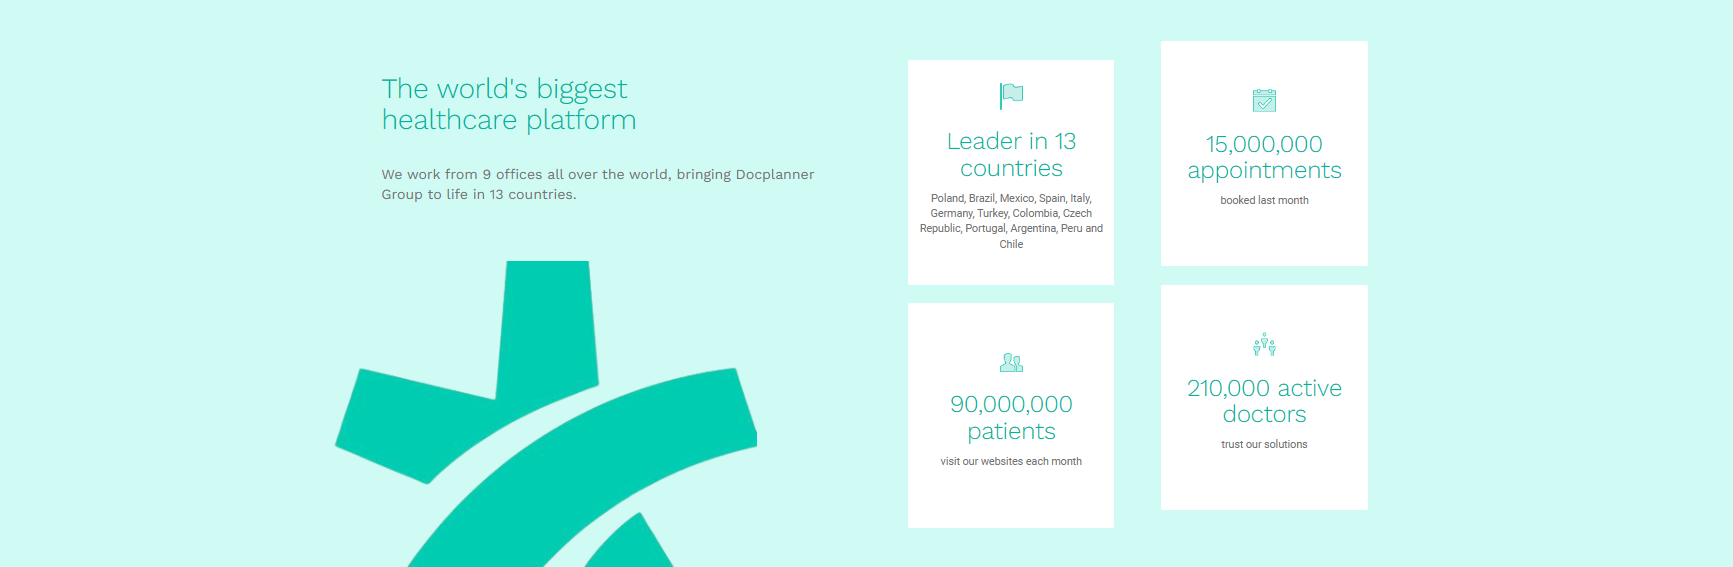 The world's biggest
healthcare platform
We work from 9 offices all over the world, bringing Docplanner
Group to life in 13 countries.
Leader in 13
countries
Poland, Brazil, Mexico, Spain, Italy,
Germany, Turkey, Colombia, Czech
Republic, Portugal, Argentina, Peru and
Chile
15,000,000
appointments
booked last month
90,000,000
patients
visit our websites each month
210,000 active
doctors
trust our solutions